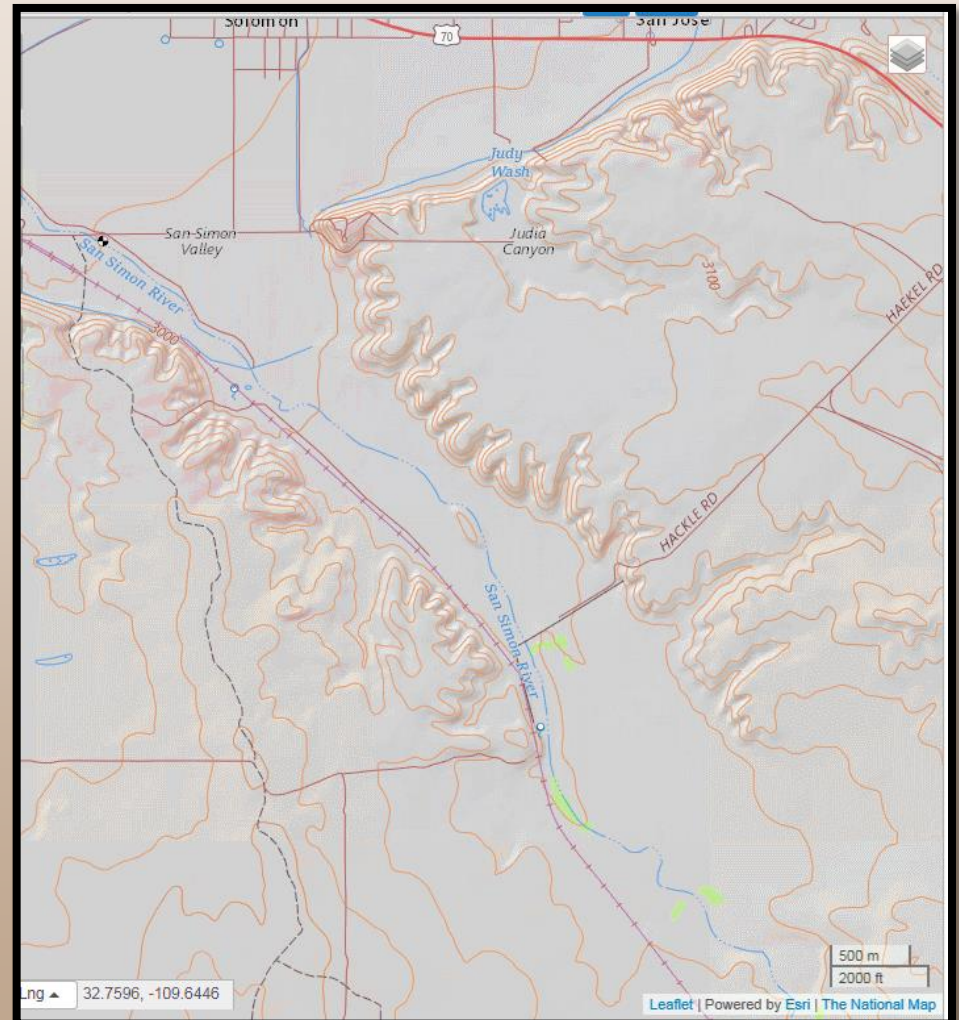 Solomon
San Jose
70
Judy
Wash
San Simon
Valley
Judia
Canyon
San Simon River
3100
HAEKEL RD
3000
HACKLE RD
San Simon River
500 m
2000 ft
Lng ▲ 32.7596, -109.6446
Leaflet | Powered by Esri | The National Map